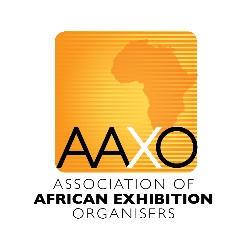 AAXO
ASSOCIATION OF
AFRICAN EXHIBITION
ORGANISERS